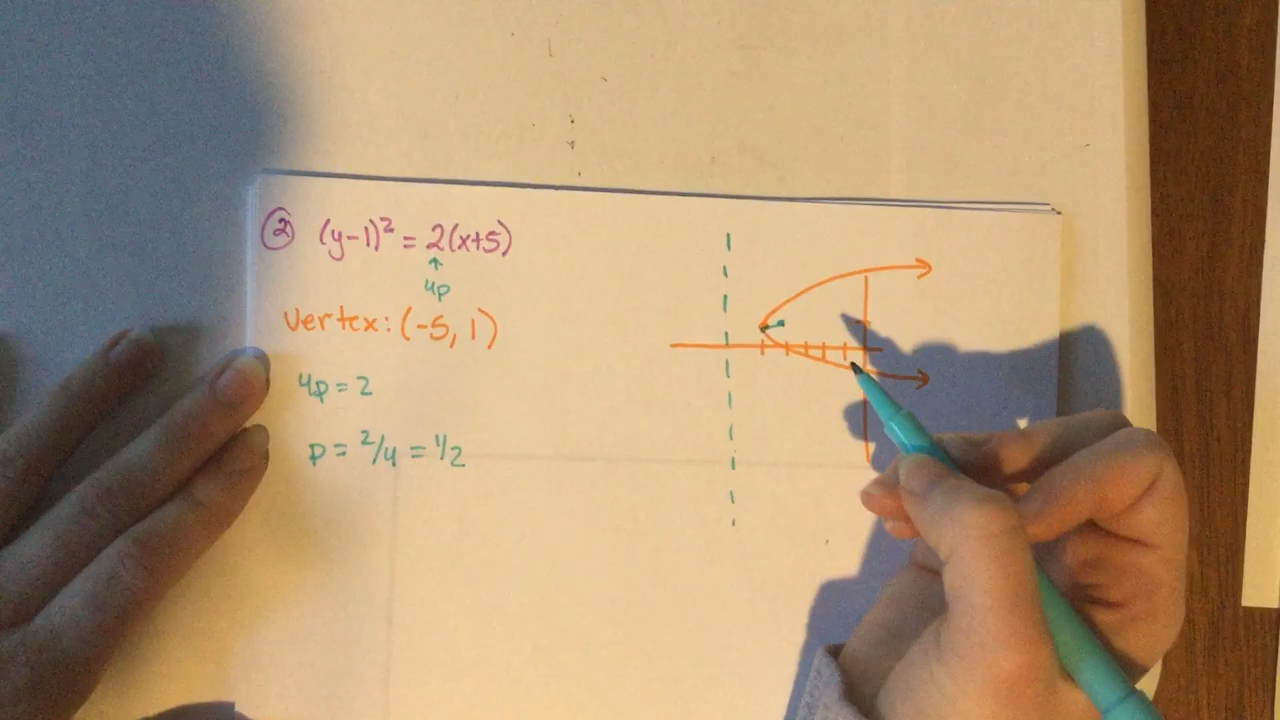 ② (y-1)² = 2(x+5)
↑
4p
vertex: (-5, 1)
4p = 2
p = 2/4 = 1/2